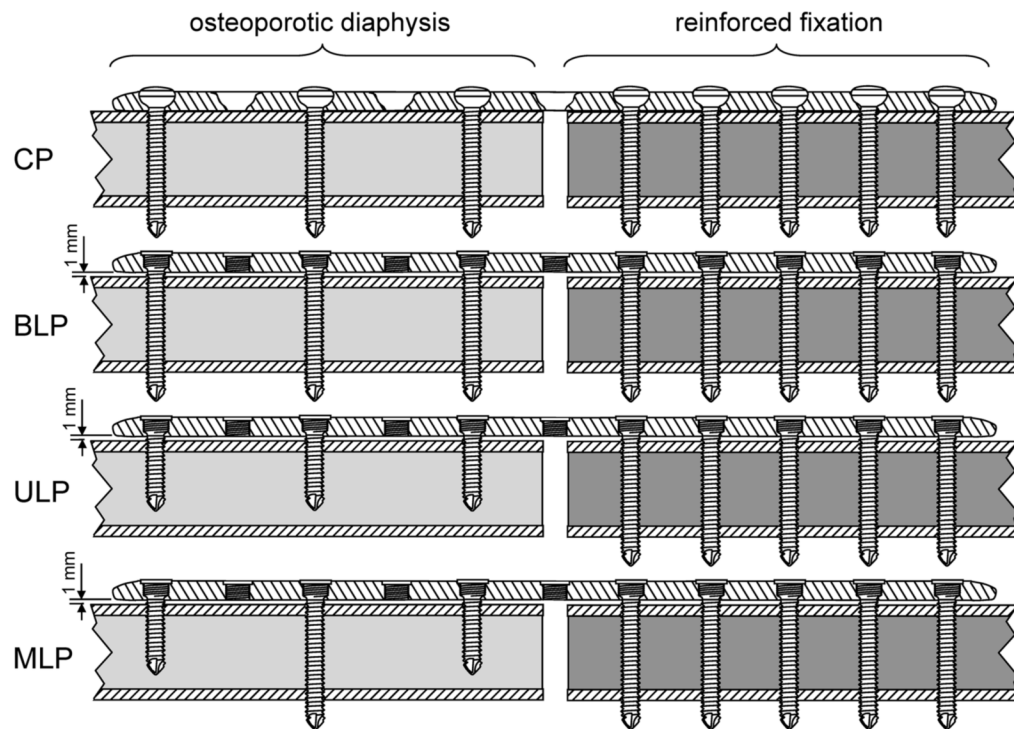 osteoporotic diaphysis
reinforced fixation
CP
1 mm
BLP
1 mm
ULP
1 mm
MLP